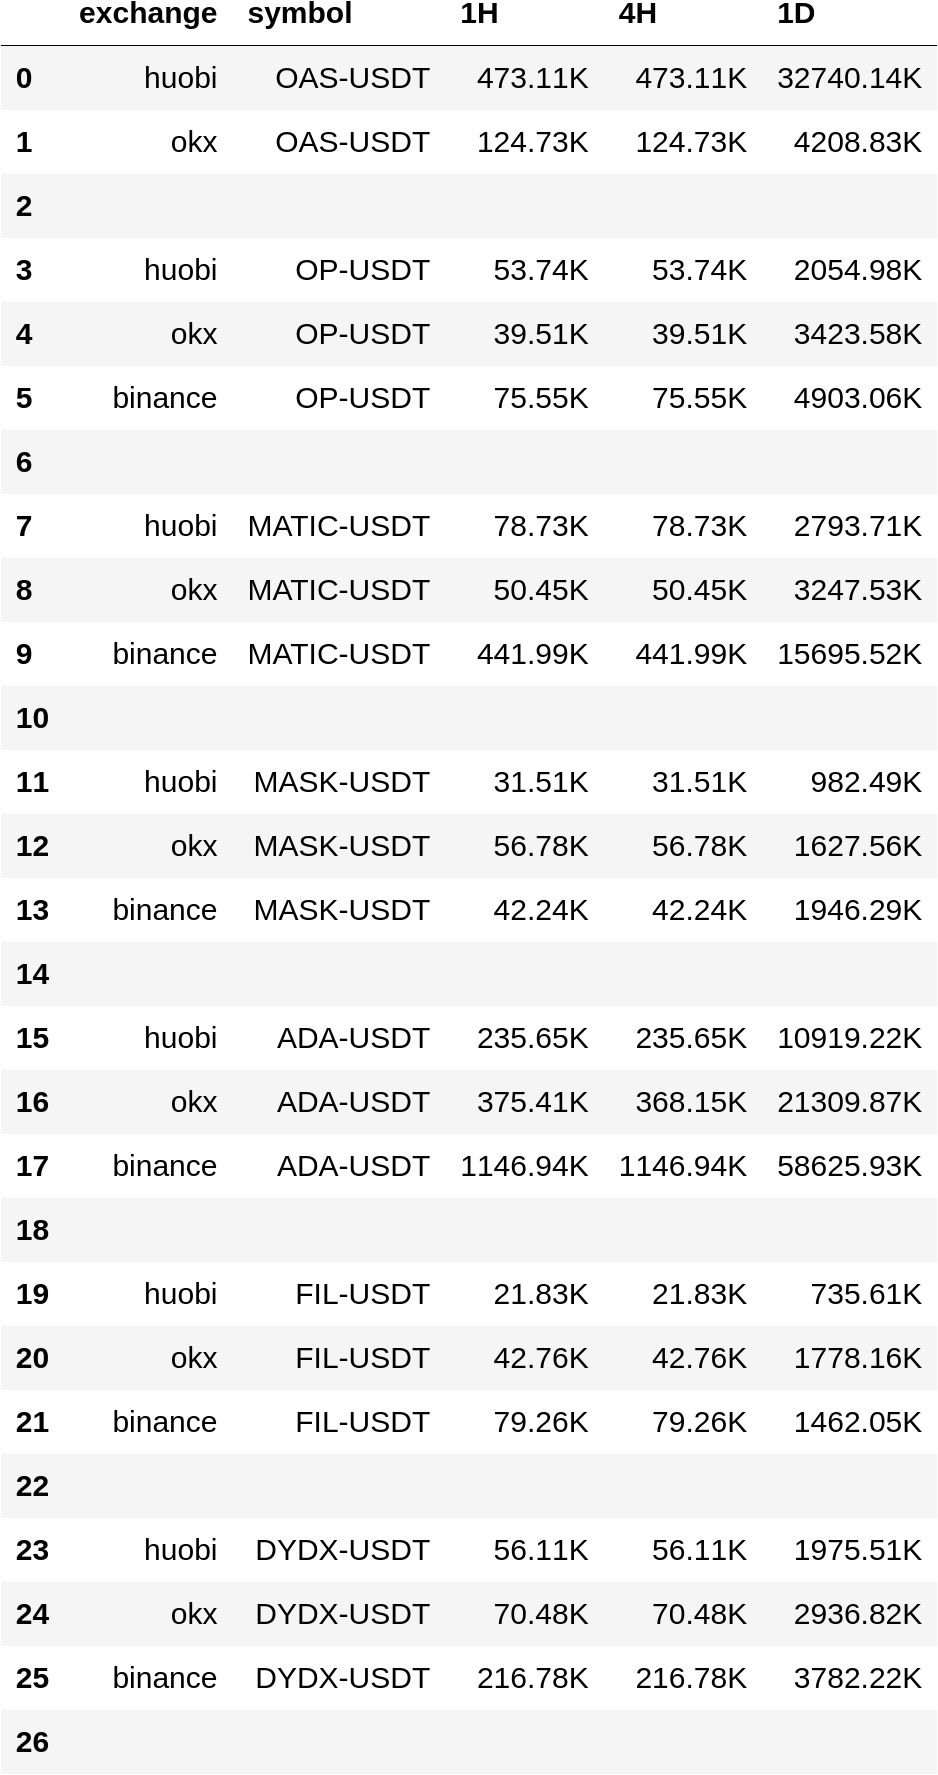 exchange symbol 1H 4H 1D
0 huobi OAS-USDT 473.11K 473.11K 32740.14K
1 okx OAS-USDT 124.73K 124.73K 4208.83K
2
3 huobi OP-USDT 53.74K 53.74K 2054.98K
4 okx OP-USDT 39.51K 39.51K 3423.58K
5 binance OP-USDT 75.55K 75.55K 4903.06K
6
7 huobi MATIC-USDT 78.73K 78.73K 2793.71K
8 okx MATIC-USDT 50.45K 50.45K 3247.53K
9 binance MATIC-USDT 441.99K 441.99K 15695.52K
10
11 huobi MASK-USDT 31.51K 31.51K 982.49K
12 okx MASK-USDT 56.78K 56.78K 1627.56K
13 binance MASK-USDT 42.24K 42.24K 1946.29K
14
15 huobi ADA-USDT 235.65K 235.65K 10919.22K
16 okx ADA-USDT 375.41K 368.15K 21309.87K
17 binance ADA-USDT 1146.94K 1146.94K 58625.93K
18
19 huobi FIL-USDT 21.83K 21.83K 735.61K
20 okx FIL-USDT 42.76K 42.76K 1778.16K
21 binance FIL-USDT 79.26K 79.26K 1462.05K
22
23 huobi DYDX-USDT 56.11K 56.11K 1975.51K
24 okx DYDX-USDT 70.48K 70.48K 2936.82K
25 binance DYDX-USDT 216.78K 216.78K 3782.22K
26